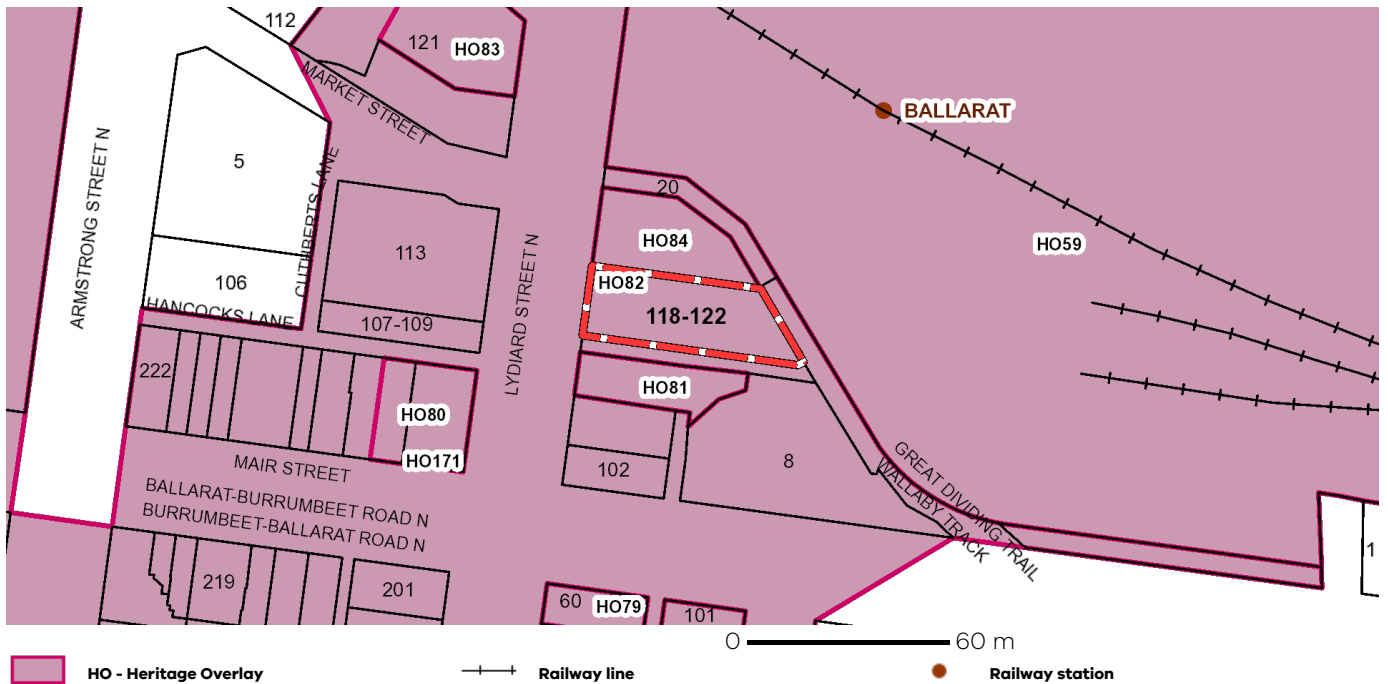 112
121
HO83
MARKET STREET
BALLARAT
ARMSTRONG STREET N
5
CUTHBERTS LANE
20
113
LYDIARD STREET N
HO84
HO59
106
HO82
HANCOCKS LANE
107-109
118-122
222
HO81
HO80
HO171
MAIR STREET
102
8
GREAT DIVIDING TRAIL
WALLABY TRACK
BALLARAT-BURRUMBEET ROAD N
BURRUMBEET-BALLARAT ROAD N
1
219
201
60
HO79
101
0 60 m
HO - Heritage Overlay
Railway line
Railway station